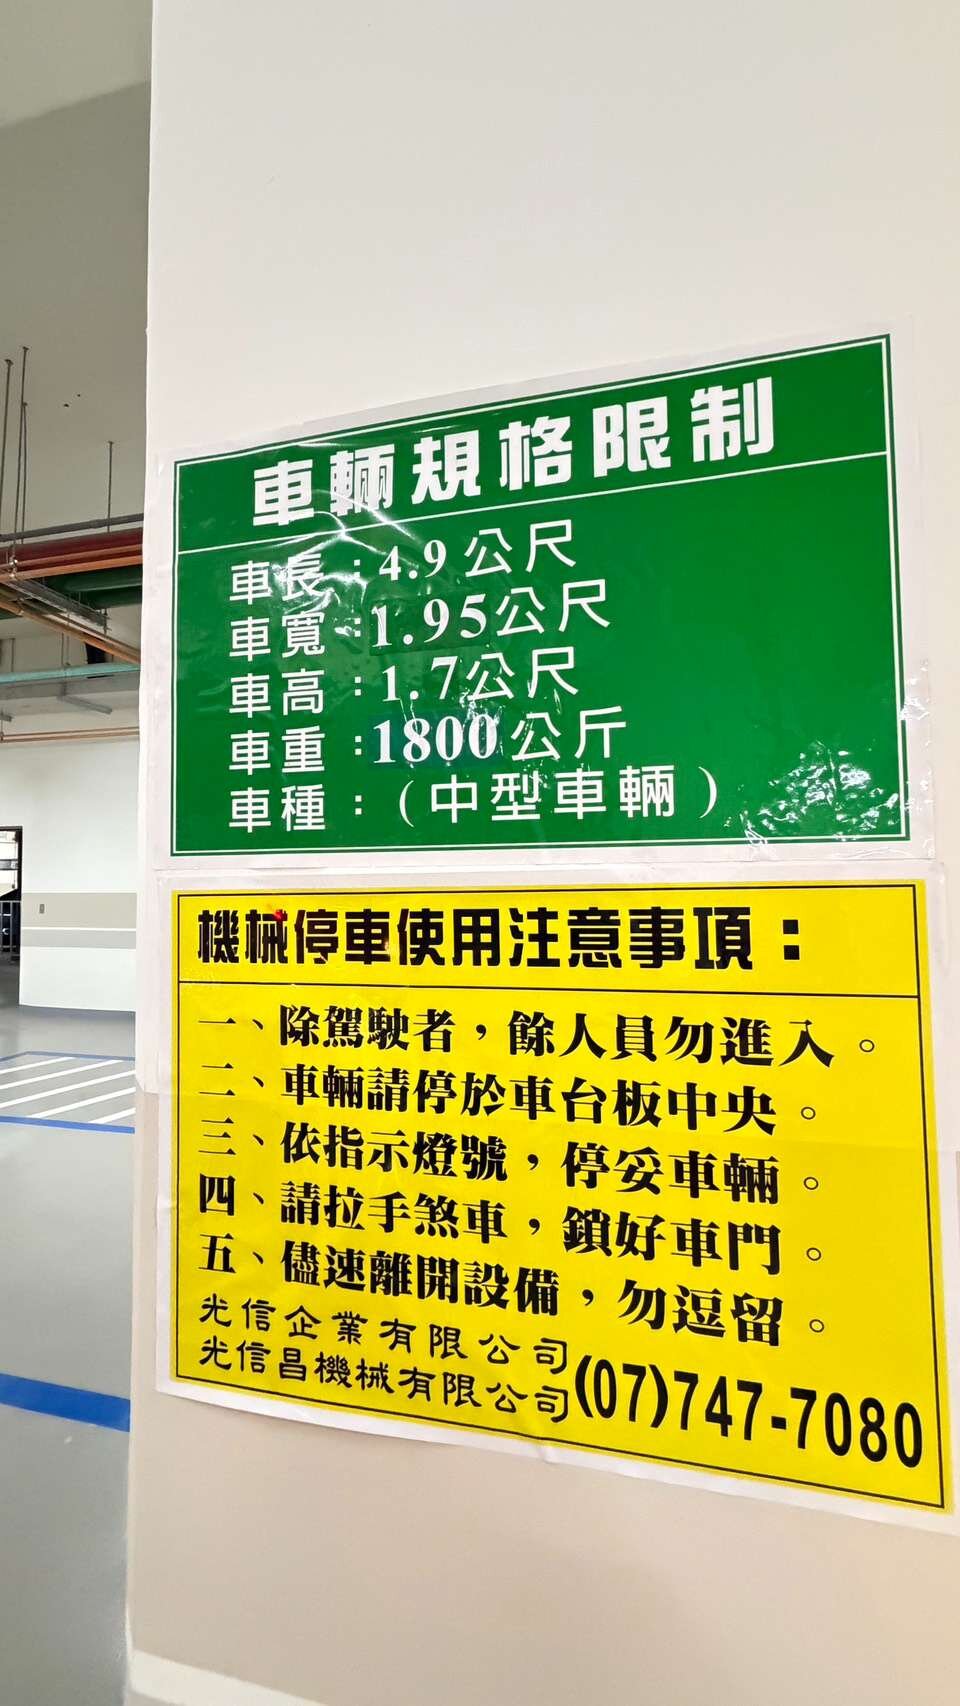 車輛規格限制
車長：4.9公尺
車寬：1.95公尺
車高：1.7公尺
車重：1800公斤
車種：(中型車輛)
機械停車使用注意事項：
一、除駕駛者，餘人員勿進入。
二、車輛請停於車台板中央。
三、依指示燈號，停妥車輛。
四、請拉手煞車，鎖好車門。
五、儘速離開設備，勿逗留。
光信企業有限公司
光信昌機械有限公司(07)747-7080